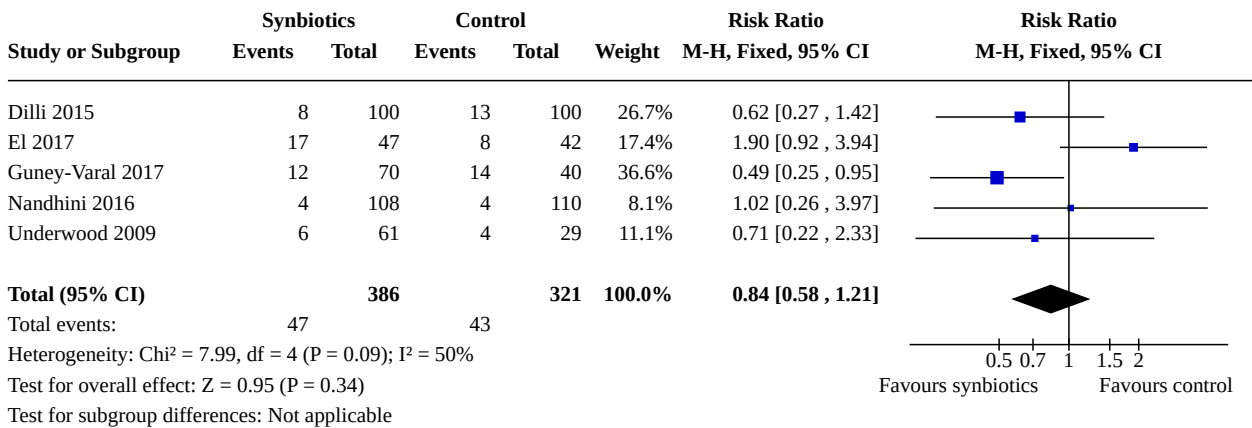 Synbiotics Control Risk Ratio Risk Ratio
Study or Subgroup Events Total Events Total Weight M-H, Fixed, 95% CI M-H, Fixed, 95% CI
Dilli 2015 8 100 13 100 26.7% 0.62 [0.27 , 1.42]
El 2017 17 47 8 42 17.4% 1.90 [0.92 , 3.94]
Guney-Varal 2017 12 70 14 40 36.6% 0.49 [0.25 , 0.95]
Nandhini 2016 4 108 4 110 8.1% 1.02 [0.26 , 3.97]
Underwood 2009 6 61 4 29 11.1% 0.71 [0.22 , 2.33]
Total (95% CI) 386 321 100.0% 0.84 [0.58 , 1.21]
Total events: 47 43
Heterogeneity: Chi² = 7.99, df = 4 (P = 0.09); I² = 50%
0.5 0.7 1 1.5 2
Test for overall effect: Z = 0.95 (P = 0.34)
Favours synbiotics Favours control
Test for subgroup differences: Not applicable